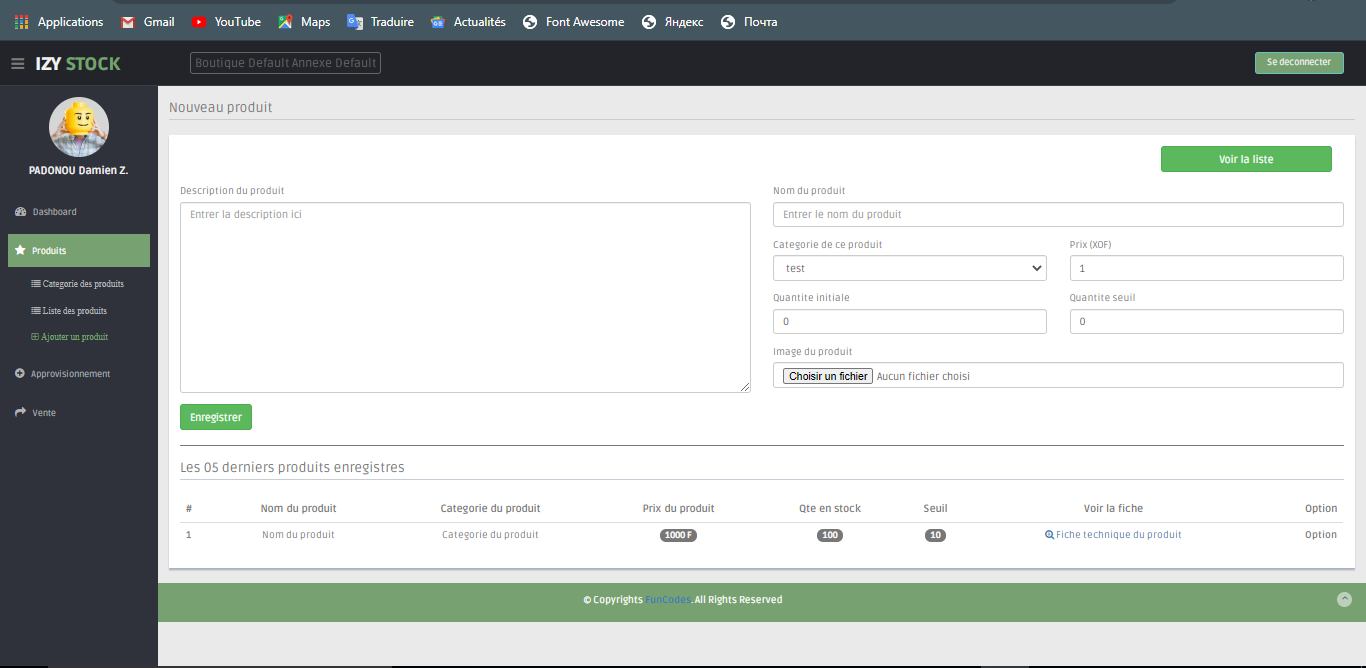 Applications Gmail YouTube Maps Traduire Actualités Font Awesome Яндекс Почта
IZY STOCK
Boutique Default Annexe Default
Se deconnecter
PADONOU Damien Z.
Dashboard
Produits
Categorie des produits
Liste des produits
Ajouter un produit
Approvisionnement
Vente
Nouveau produit
Voir la liste
Description du produit
Entrer la description ici
Nom du produit
Entrer le nom du produit
Categorie de ce produit Prix (XOF)
test 1
Quantite initiale Quantite seuil
0 0
Image du produit
Choisir un fichier Aucun fichier choisi
Enregistrer
Les 05 derniers produits enregistres
# Nom du produit Categorie du produit Prix du produit Qte en stock Seuil Voir la fiche Option
1 Nom du produit Categorie du produit 1000 F 100 10 Fiche technique du produit Option
© Copyrights FunCodes. All Rights Reserved